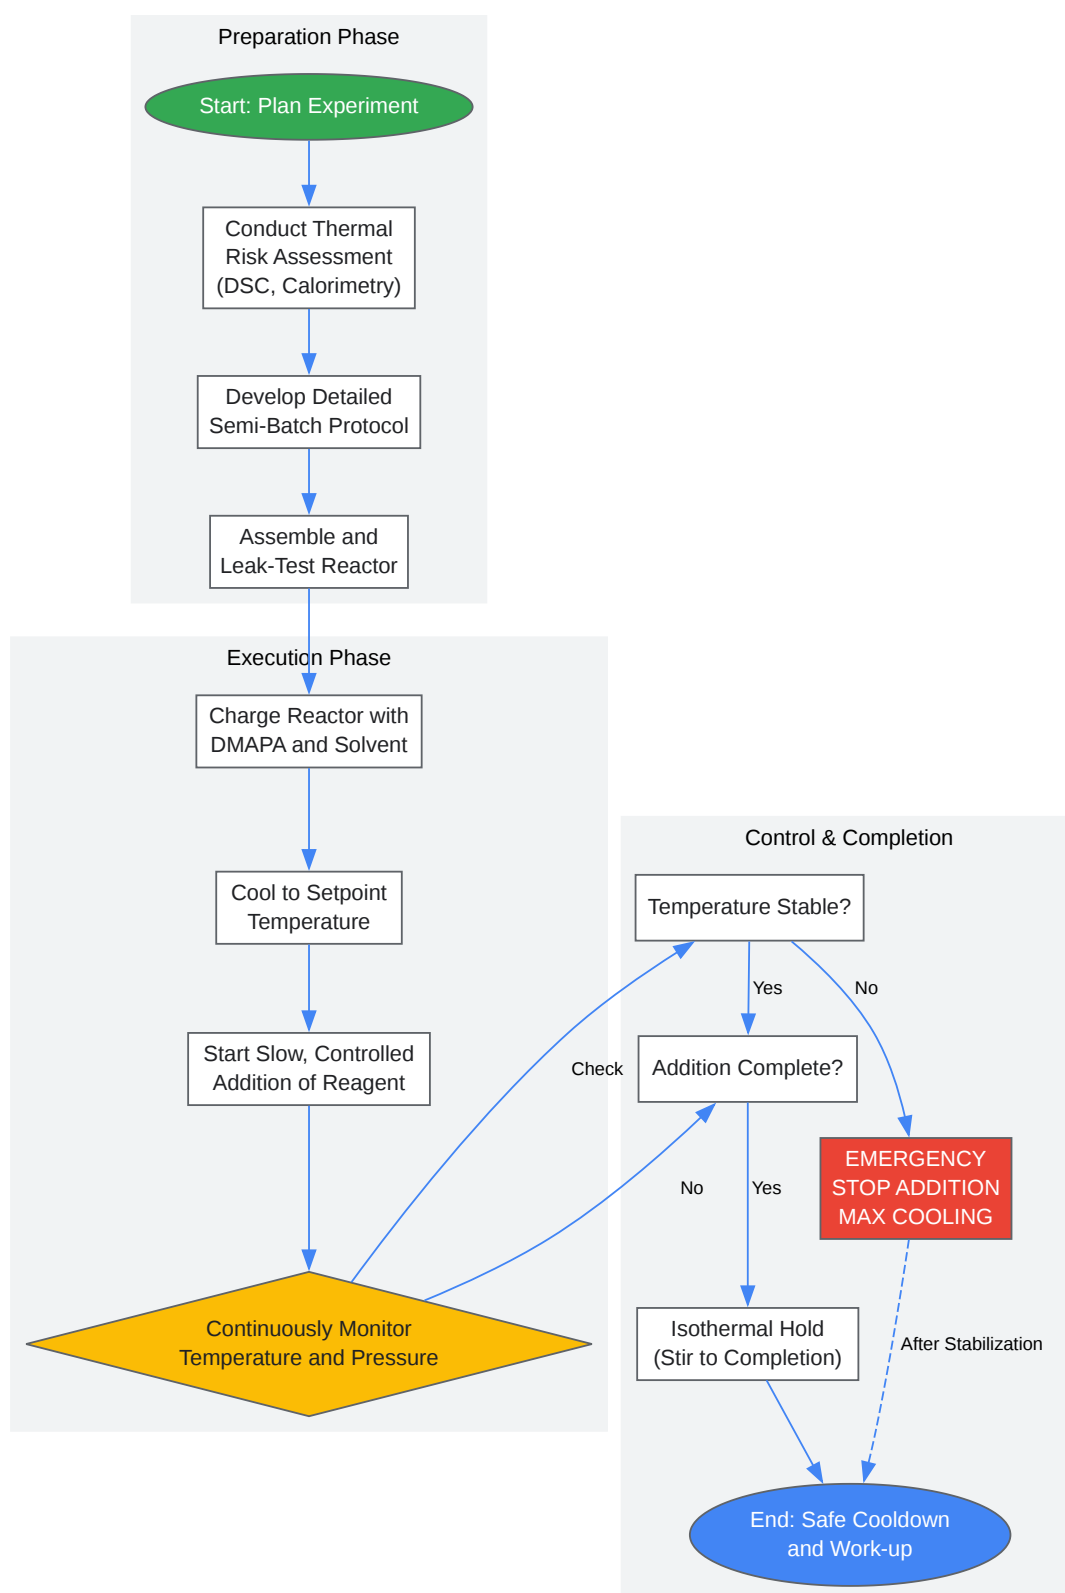 Preparation Phase
Start: Plan Experiment
Conduct Thermal
Risk Assessment
(DSC, Calorimetry)
Develop Detailed
Semi-Batch Protocol
Assemble and
Leak-Test Reactor
Execution Phase
Charge Reactor with
DMAPA and Solvent
Cool to Setpoint
Temperature
Start Slow, Controlled
Addition of Reagent
Continuously Monitor
Temperature and Pressure
Control & Completion
Temperature Stable?
Yes
No
Check
Addition Complete?
No
Yes
EMERGENCY
STOP ADDITION
MAX COOLING
Isothermal Hold
(Stir to Completion)
After Stabilization
End: Safe Cooldown
and Work-up